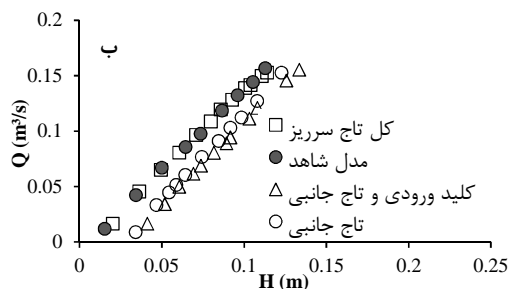 ب
Q (m³/s)
0.2
0.15
0.1
0.05
0
کل تاج سرریز
مدل شاهد
کلید ورودی و تاج جانبی
تاج جانبی
0 0.05 0.1 0.15 0.2 0.25
H (m)